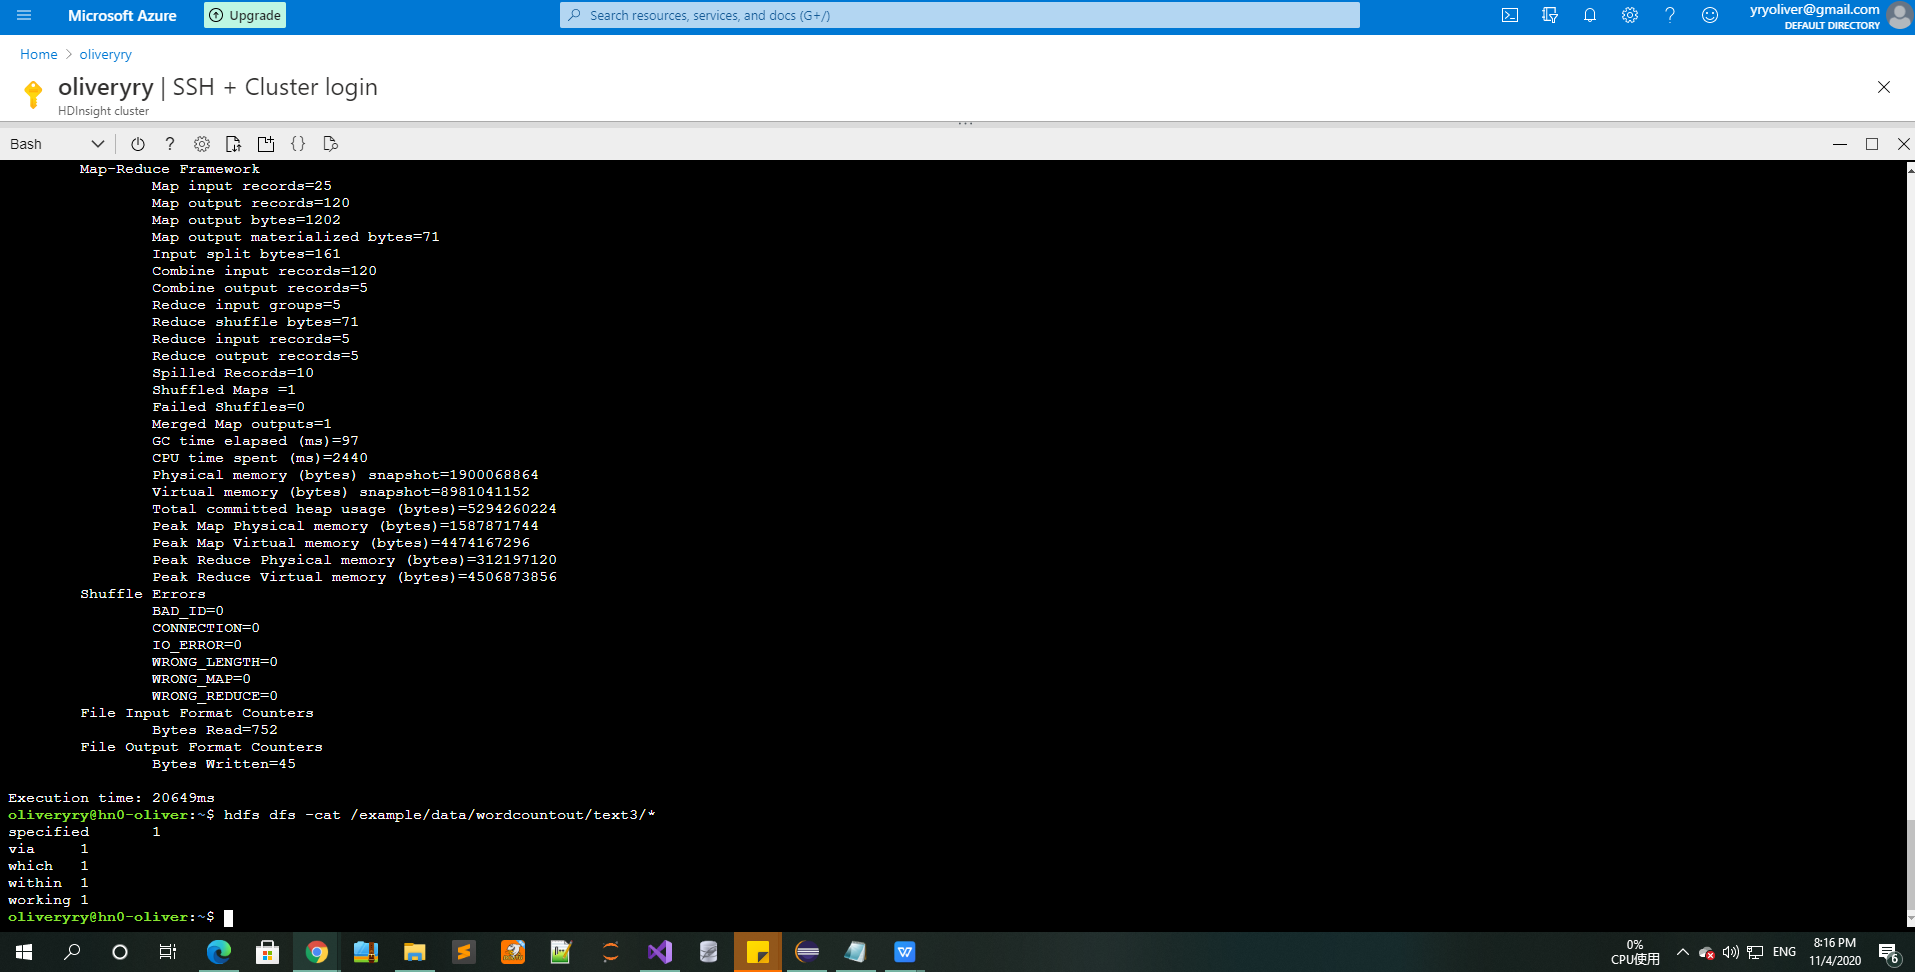 Microsoft Azure
Upgrade
Search resources, services, and docs (G+/)
yryoliver@gmail.com
DEFAULT DIRECTORY
Home > oliveryry
oliveryry | SSH + Cluster login
HDInsight cluster
Bash
Map-Reduce Framework
Map input records=25
Map output records=120
Map output bytes=1202
Map output materialized bytes=71
Input split bytes=161
Combine input records=120
Combine output records=5
Reduce input groups=5
Reduce shuffle bytes=71
Reduce input records=5
Reduce output records=5
Spilled Records=10
Shuffled Maps =1
Failed Shuffles=0
Merged Map outputs=1
GC time elapsed (ms)=97
CPU time spent (ms)=2440
Physical memory (bytes) snapshot=1900068864
Virtual memory (bytes) snapshot=8981041152
Total committed heap usage (bytes)=5294260224
Peak Map Physical memory (bytes)=1587871744
Peak Map Virtual memory (bytes)=4474167296
Peak Reduce Physical memory (bytes)=312197120
Peak Reduce Virtual memory (bytes)=4506873856
Shuffle Errors
BAD_ID=0
CONNECTION=0
IO_ERROR=0
WRONG_LENGTH=0
WRONG_MAP=0
WRONG_REDUCE=0
File Input Format Counters
Bytes Read=752
File Output Format Counters
Bytes Written=45
Execution time: 20649ms
oliveryry@hn0-oliver:~$ hdfs dfs -cat /example/data/wordcountout/text3/*
specified 1
via 1
which 1
within 1
working 1
oliveryry@hn0-oliver:~$
0%
CPU使用
ENG
8:16 PM
11/4/2020
6